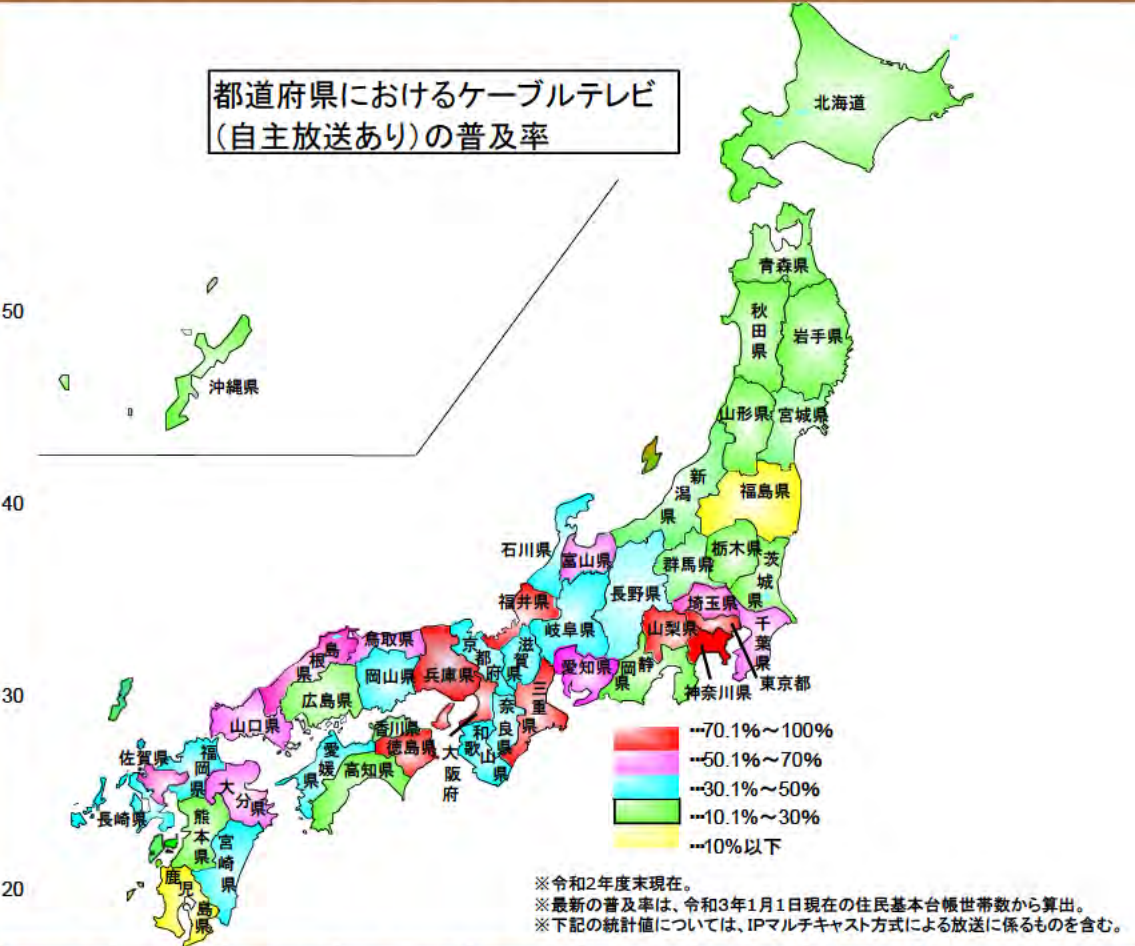 都道府県におけるケーブルテレビ
（自主放送あり）の普及率
北海道
青森県
秋田県
岩手県
50
沖縄県
山形県
宮城県
新潟県
福島県
40
石川県
富山県
栃木県
群馬県
茨城県
長野県
福井県
埼玉県
岐阜県
山梨県
千葉県
島根県
鳥取県
京都府
滋賀県
兵庫県
岡山県
愛知県
静岡県
東京都
神奈川県
30
広島県
三重県
奈良県
山口県
香川県
徳島県
和歌山県
大阪府
佐賀県
福岡県
愛媛県
高知県
大分県
長崎県
熊本県
宮崎県
鹿児島県
20
…70.1%～100%
…50.1%～70%
…30.1%～50%
…10.1%～30%
…10%以下
※令和2年度末現在。
※最新の普及率は、令和3年1月1日現在の住民基本台帳世帯数から算出。
※下記の統計値については、IPマルチキャスト方式による放送に係るものを含む。